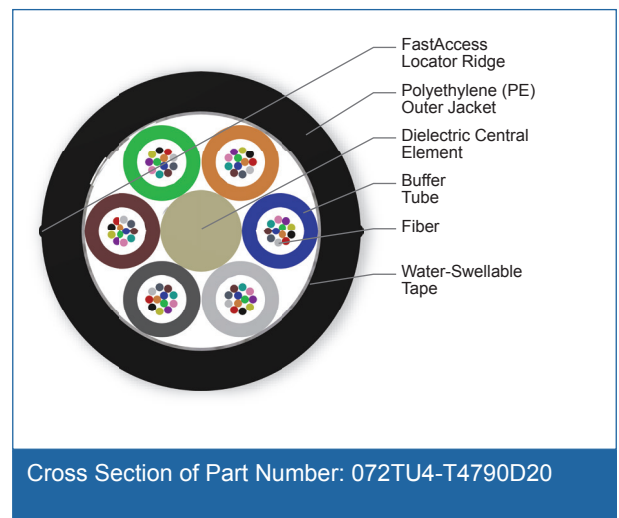 FastAccess
Locator Ridge
Polyethylene (PE)
Outer Jacket
Dielectric Central
Element
Buffer
Tube
Fiber
Water-Swellable
Tape
Cross Section of Part Number: 072TU4-T4790D20